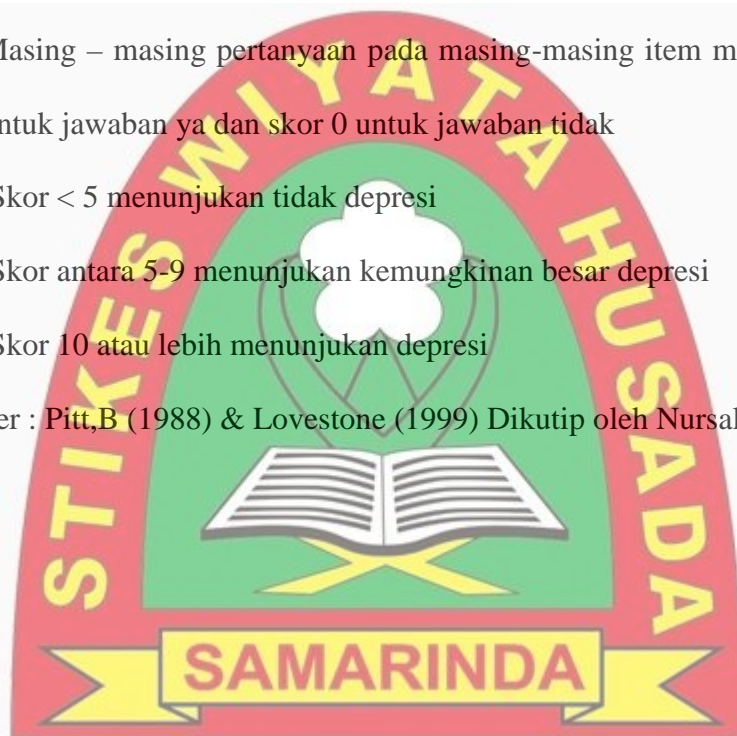 Masing – masing pertanyaan pada masing-masing item m
ntuk jawaban ya dan skor 0 untuk jawaban tidak
Skor < 5 menunjukan tidak depresi
Skor antara 5-9 menunjukan kemungkinan besar depresi
Skor 10 atau lebih menunjukan depresi
er : Pitt,B (1988) & Lovestone (1999) Dikutip oleh Nursal
STIKES WIYATA HUSADA
SAMARINDA